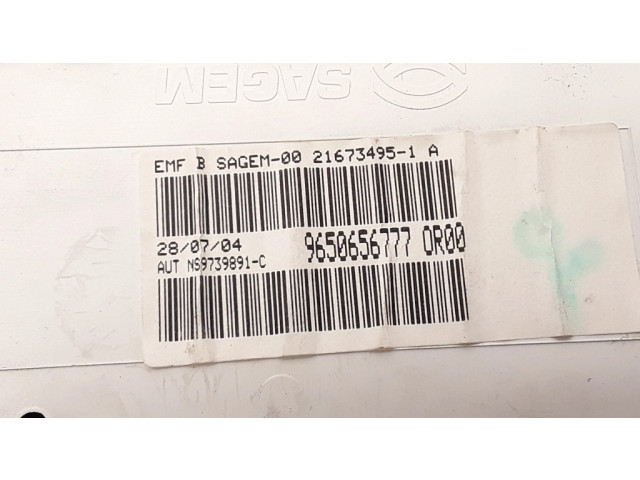 SAGEM
EMF B SAGEM-00 21673495-1 A
28/07/04 9650656777 0R00
AUT NS9739891-C